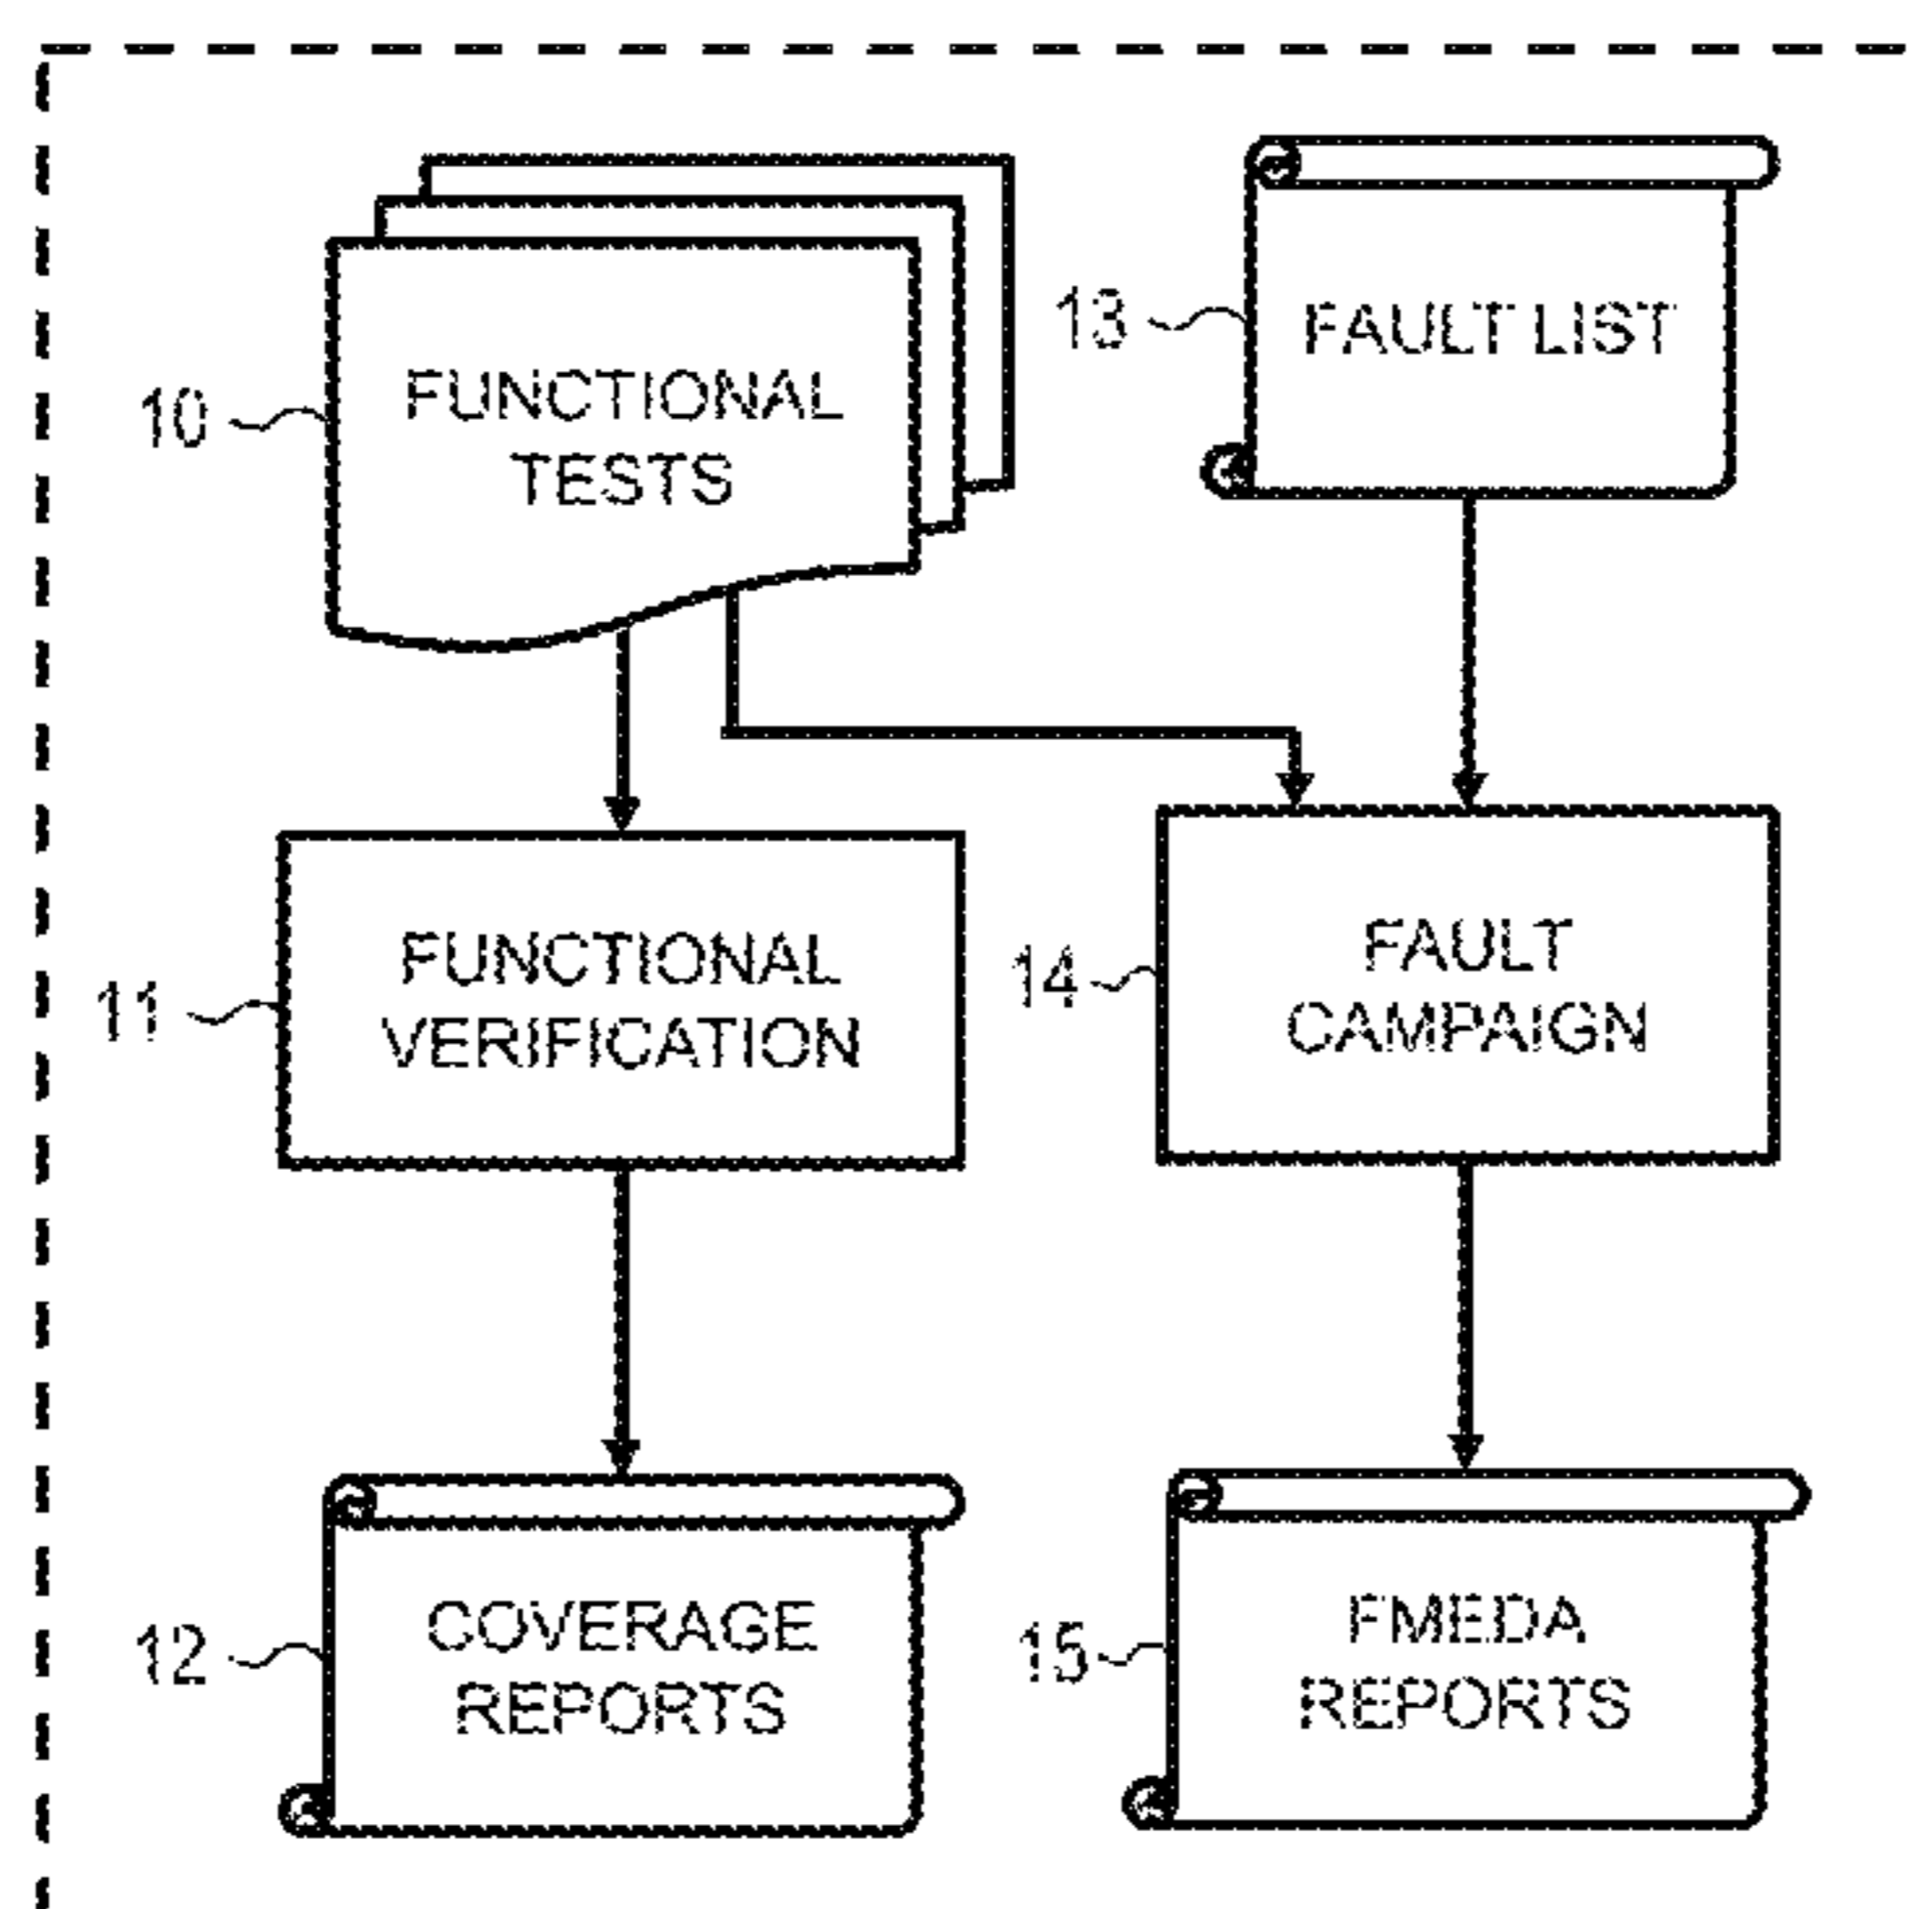 13
FAULT LIST
10
FUNCTIONAL
TESTS
11
FUNCTIONAL
VERIFICATION
14
FAULT
CAMPAIGN
12
COVERAGE
REPORTS
15
FMEDA
REPORTS